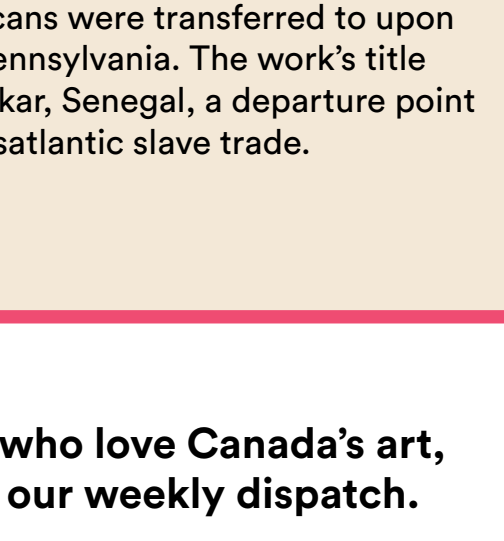 cans were transferred to upon
ennsylvania. The work’s title
kar, Senegal, a departure point
satlantic slave trade.
who love Canada’s art,
our weekly dispatch.